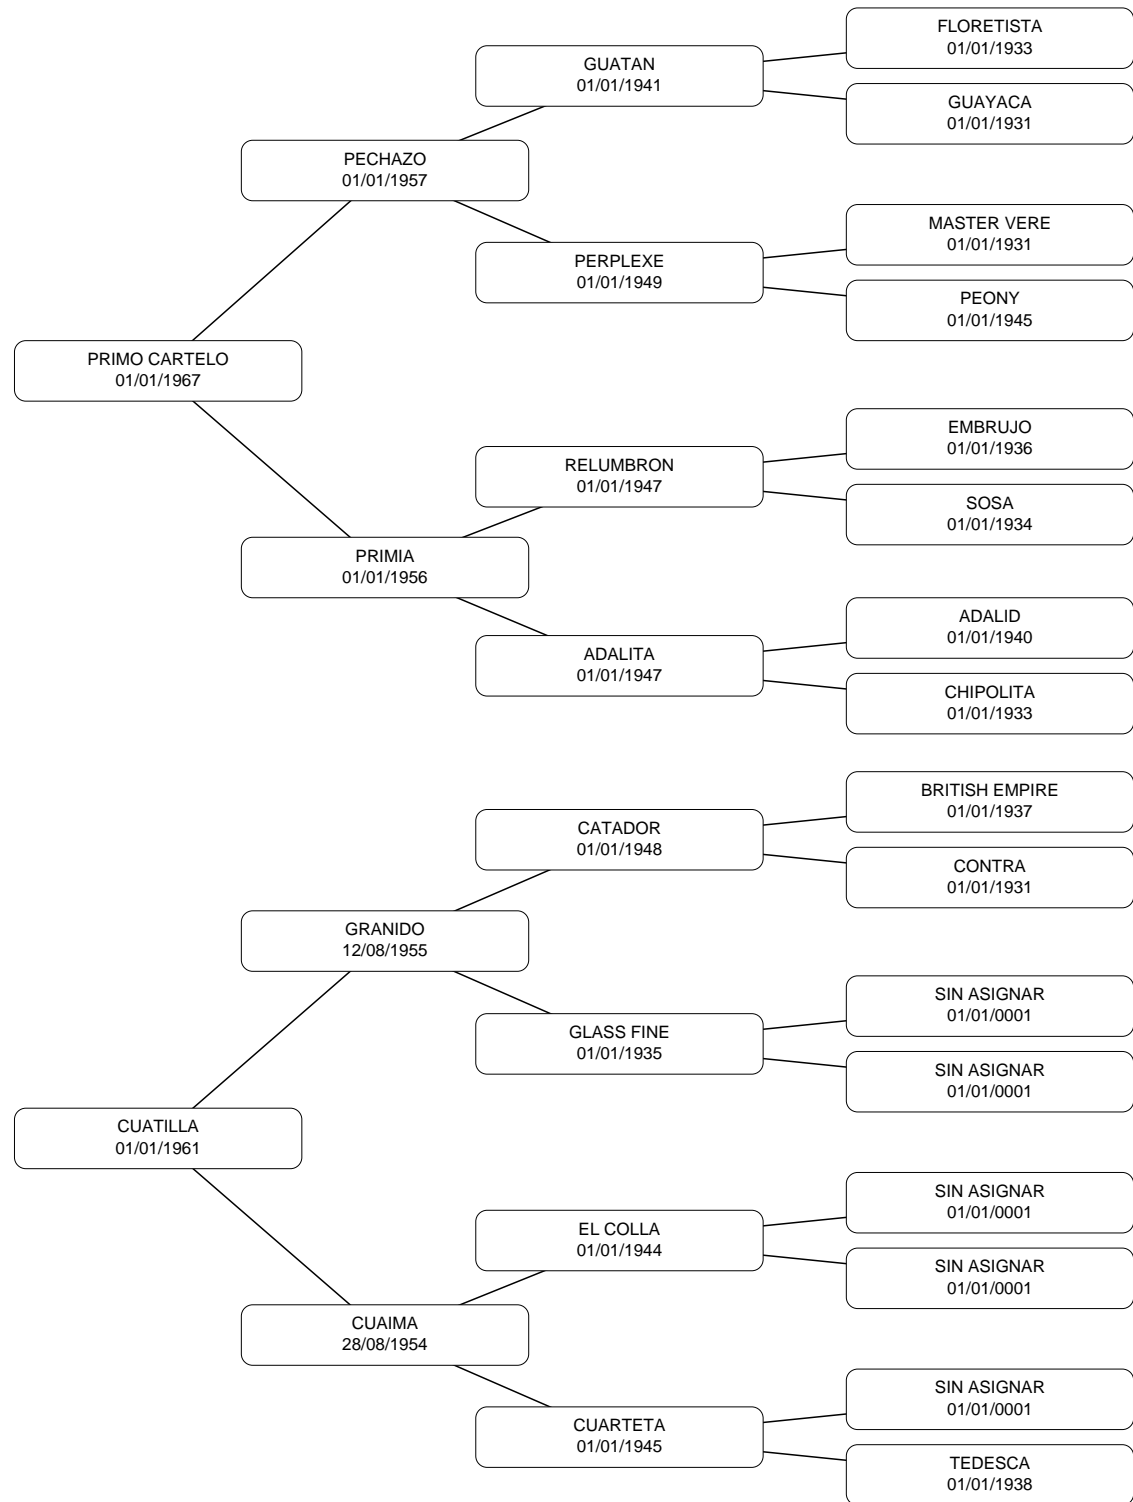 FLORETISTA
01/01/1933
GUATAN
01/01/1941
GUAYACA
01/01/1931
PECHAZO
01/01/1957
MASTER VERE
01/01/1931
PERPLEXE
01/01/1949
PEONY
01/01/1945
PRIMO CARTELO
01/01/1967
EMBRUJO
01/01/1936
RELUMBRON
01/01/1947
SOSA
01/01/1934
PRIMIA
01/01/1956
ADALID
01/01/1940
ADALITA
01/01/1947
CHIPOLITA
01/01/1933
BRITISH EMPIRE
01/01/1937
CATADOR
01/01/1948
CONTRA
01/01/1931
GRANIDO
12/08/1955
SIN ASIGNAR
01/01/0001
GLASS FINE
01/01/1935
SIN ASIGNAR
01/01/0001
CUATILLA
01/01/1961
SIN ASIGNAR
01/01/0001
EL COLLA
01/01/1944
SIN ASIGNAR
01/01/0001
CUAIMA
28/08/1954
SIN ASIGNAR
01/01/0001
CUARTETA
01/01/1945
TEDESCA
01/01/1938